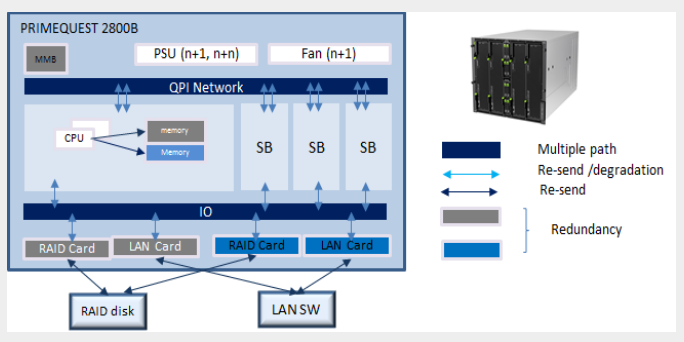 PRIMEQUEST 2800B
MMB
PSU (n+1, n+n)
Fan (n+1)
QPI Network
CPU
memory
Memory
SB
SB
SB
IO
RAID Card
LAN Card
RAID Card
LAN Card
RAID disk
LAN SW
Multiple path
Re-send /degradation
Re-send
Redundancy